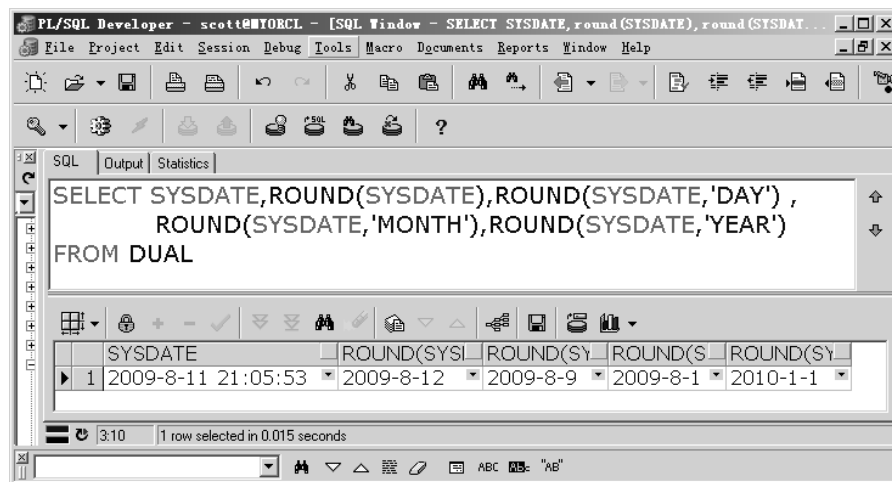 PL/SQL Developer - scott@MYORCL - [SQL Window - SELECT SYSDATE, round(SYSDATE), round(SYSDAT...
File Project Edit Session Debug Tools Macro Documents Reports Window Help
SQL Output Statistics
SELECT SYSDATE,ROUND(SYSDATE),ROUND(SYSDATE,'DAY') ,
ROUND(SYSDATE,'MONTH'),ROUND(SYSDATE,'YEAR')
FROM DUAL
SYSDATE ROUND(SYSI ROUND(SY ROUND(S ROUND(SY
1 2009-8-11 21:05:53 2009-8-12 2009-8-9 2009-8-1 2010-1-1
3:10 1 row selected in 0.015 seconds
ABC "AB"